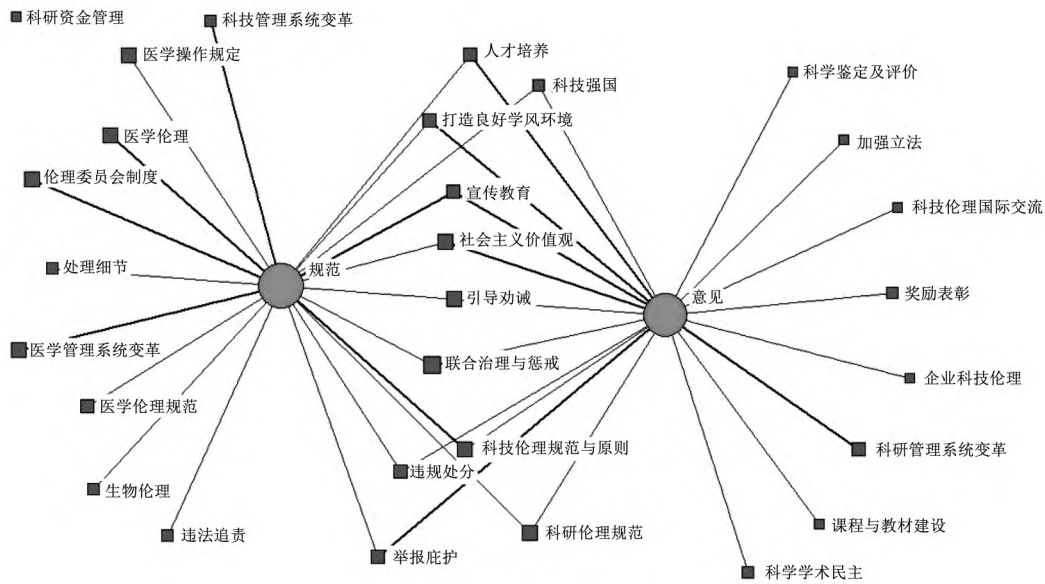 科研资金管理
科技管理系统变革
医学操作规定
人才培养
科技强国
科学鉴定及评价
打造良好学风环境
医学伦理
加强立法
伦理委员会制度
宣传教育
科技伦理国际交流
社会主义价值观
处理细节
规范
引导劝诫
意见
奖励表彰
医学管理系统变革
联合治理与惩戒
企业科技伦理
医学伦理规范
科技伦理规范与原则
科研管理系统变革
违规处分
生物伦理
违法追责
科研伦理规范
课程与教材建设
举报庇护
科学学术民主